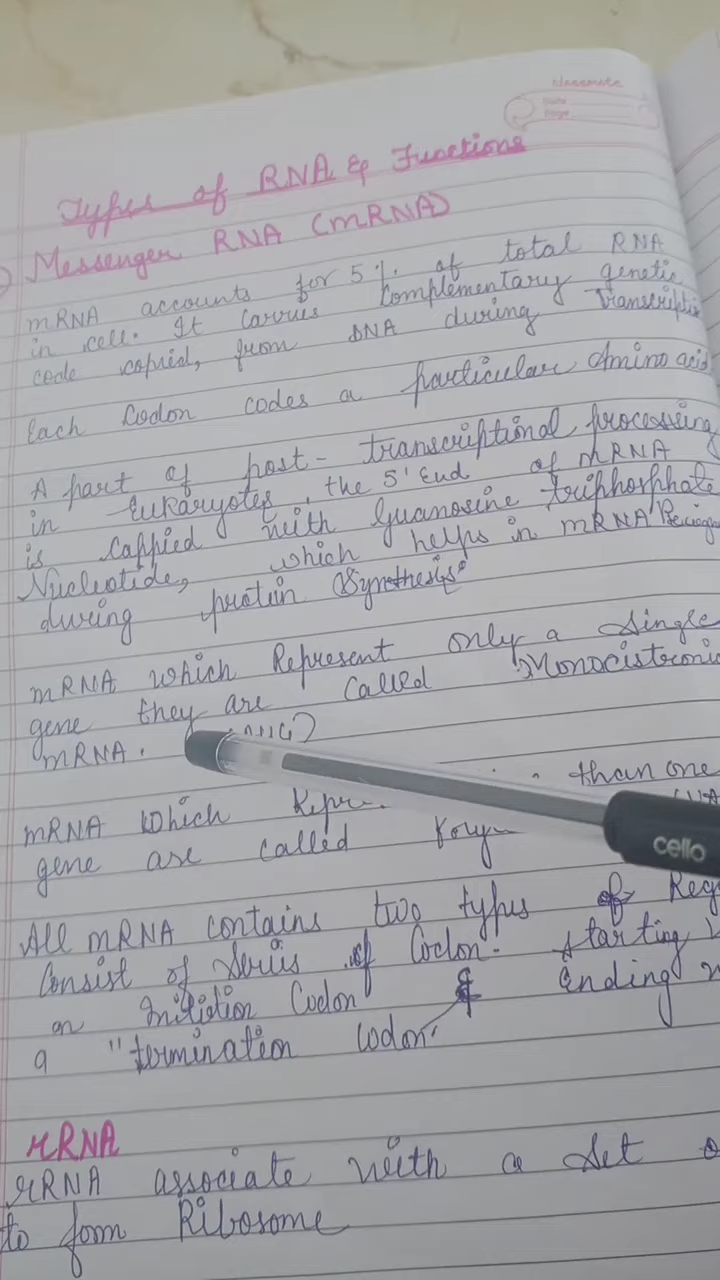 classmate
Date
Page
Types of RNA & Functions
Messenger RNA (mRNA)
mRNA accounts for 5% of total RNA
in cell. It carries complementary genetic
code copied, from DNA during
Each Codon codes a particular Amino acid
A part of post-transcriptional processing
in Eukaryotes, the 5' End of mRNA
is cappied with Guanosine triphosphate
Nucleotide, which helps in mRNA
during protein Synthesis
mRNA which Represent only a single
gene they are called Monocistronic
mRNA.
mRNA which than one
gene are called
All mRNA contains two types of
Consist of Series of Codon. starting
an Initiation Codon & Ending
a "termination codon"
rRNA
rRNA associate with a set
to form Ribosome
cello